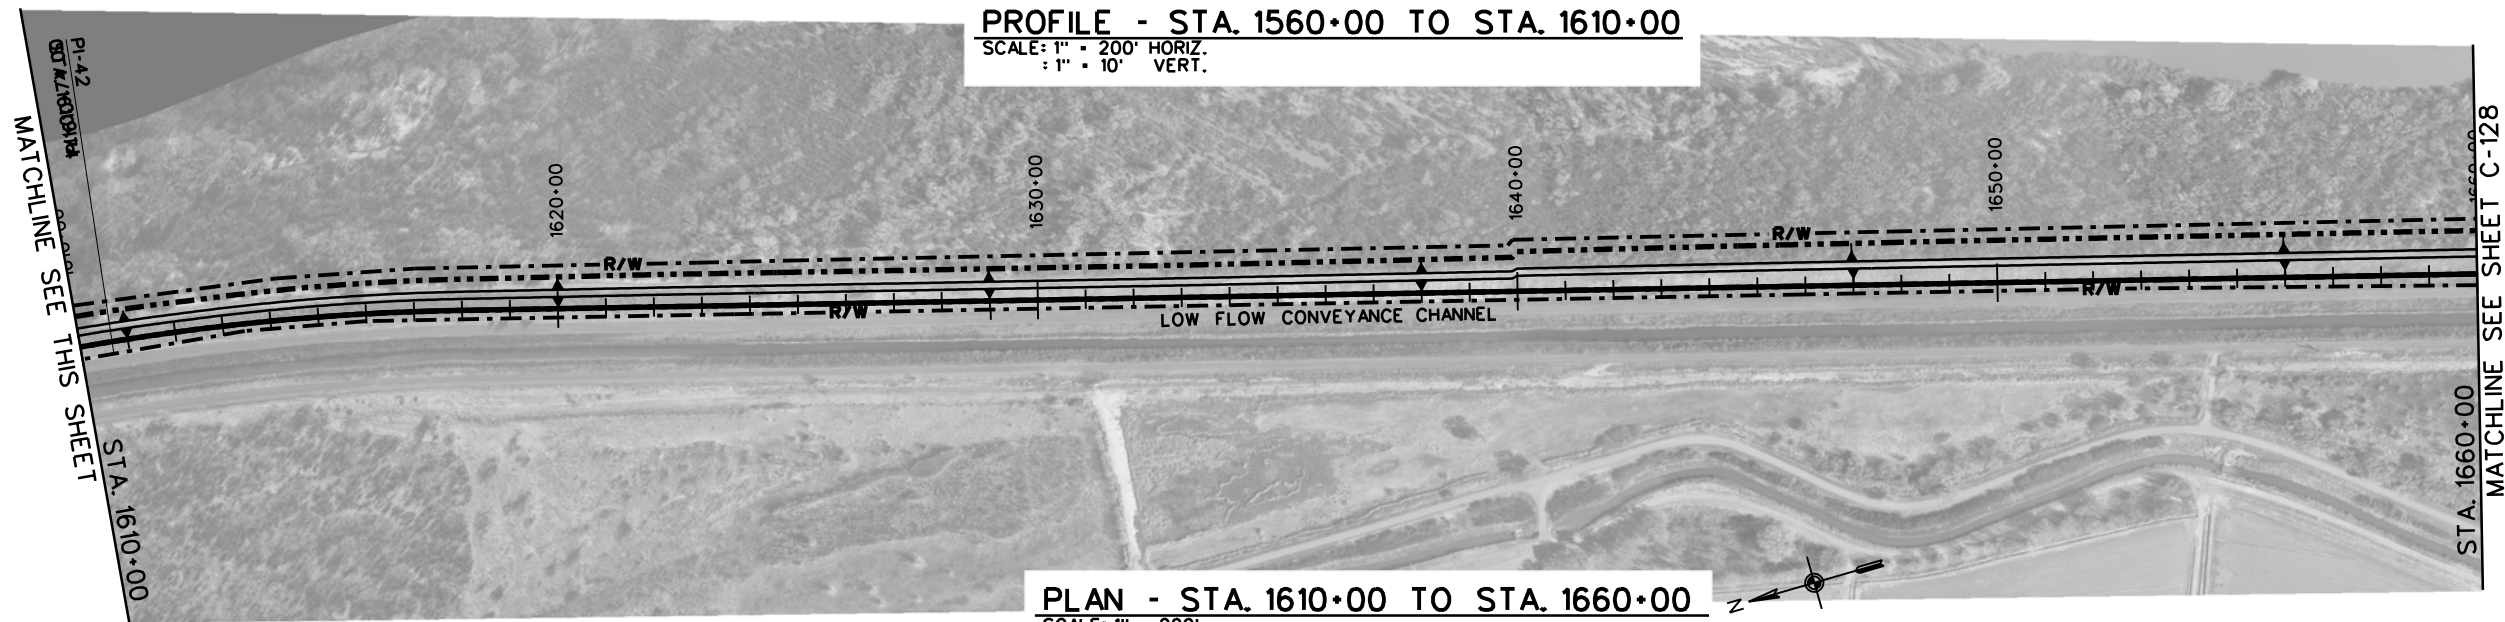 PROFILE - STA. 1560+00 TO STA. 1610+00
SCALE: 1" = 200' HORIZ.
: 1" = 10' VERT.
PI-42
MATCHLINE SEE THIS SHEET
STA. 1610+00
1620+00
1630+00
1640+00
1650+00
1660+00
R/W
R/W
R/W
R/W
LOW FLOW CONVEYANCE CHANNEL
STA. 1660+00
MATCHLINE SEE SHEET C-128
N
PLAN - STA. 1610+00 TO STA. 1660+00